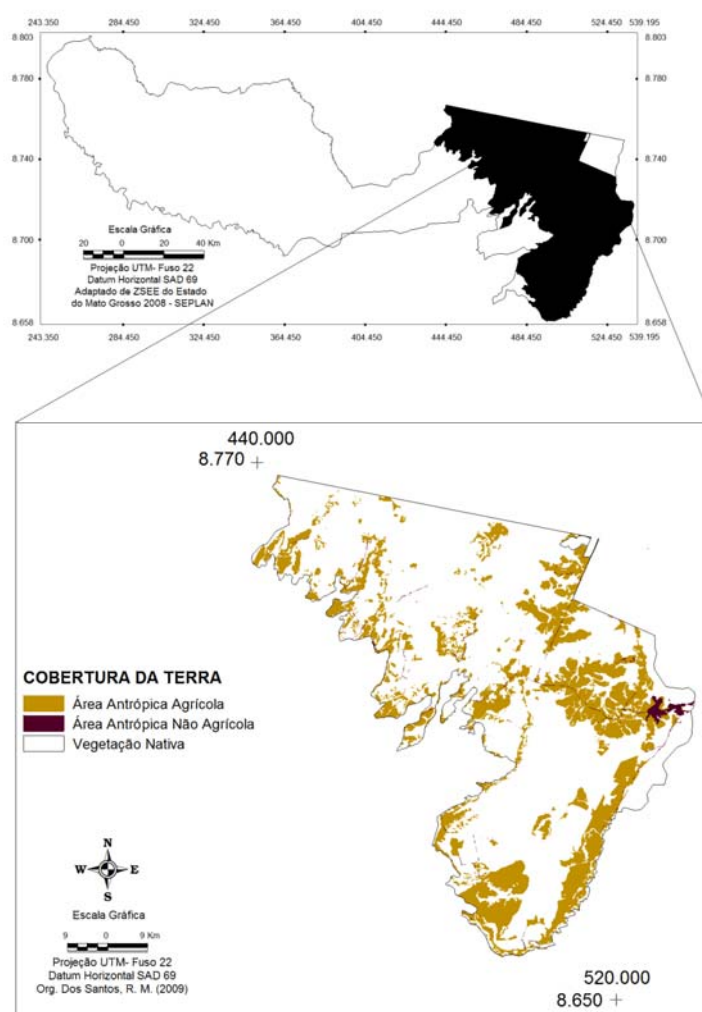 243.350 284.450 324.450 364.450 404.450 444.450 484.450 524.450 539.195
8.803 8.803
8.780 8.780
8.740 8.740
8.700 8.700
8.658 8.658
Escala Gráfica
20 0 20 40 Km
Projeção UTM- Fuso 22
Datum Horizontal SAD 69
Adaptado de ZSEE do Estado
do Mato Grosso 2008 - SEPLAN
243.350 284.450 324.450 364.450 404.450 444.450 484.450 524.450 539.195
440.000
8.770
COBERTURA DA TERRA
Área Antrópica Agrícola
Área Antrópica Não Agrícola
Vegetação Nativa
N
W E
S
Escala Gráfica
9 0 9 Km
Projeção UTM- Fuso 22
Datum Horizontal SAD 69
Org. Dos Santos, R. M. (2009)
520.000
8.650